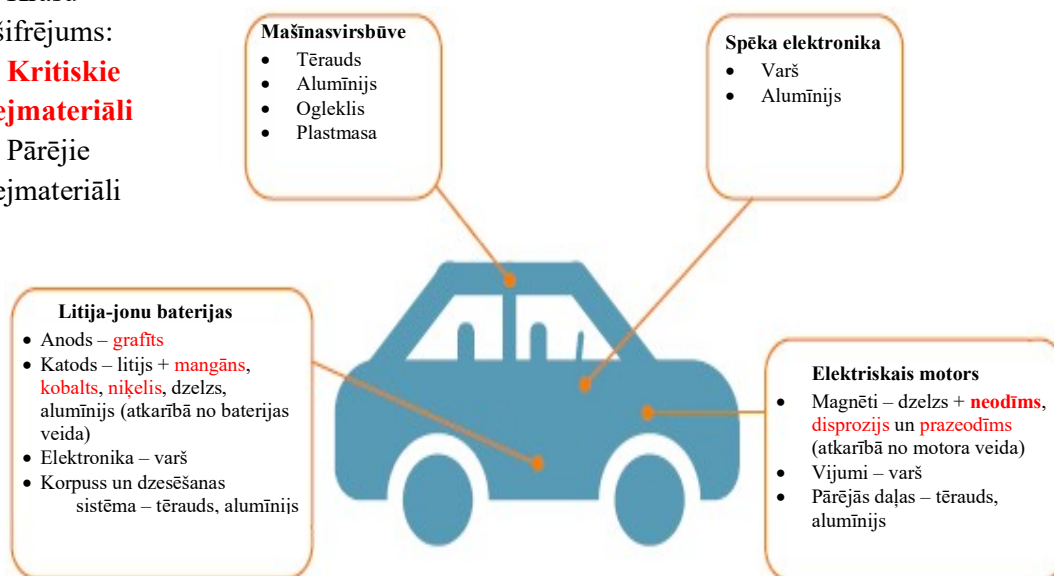 šifrējums:
Kritiskie
ejmateriāli
Pārējie
ejmateriāli
Mašīnasvirsbūve
• Tērauds
• Alumīnijs
• Ogleklis
• Plastmasa
Spēka elektronika
• Varš
• Alumīnijs
Litija-jonu baterijas
• Anods – grafīts
• Katods – litijs + mangāns,
kobalts, niķelis, dzelzs,
alumīnijs (atkarībā no baterijas
veida)
• Elektronika – varš
• Korpuss un dzesēšanas
sistēma – tērauds, alumīnijs
Elektriskais motors
• Magnēti – dzelzs + neodīms,
disprozijs un prazeodīms
(atkarībā no motora veida)
• Vijumi – varš
• Pārējās daļas – tērauds,
alumīnijs